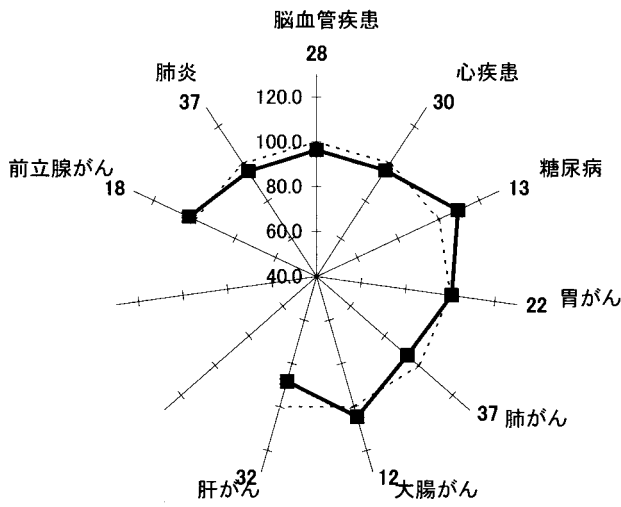 脳血管疾患
28
心疾患
30
肺炎
37
糖尿病
13
前立腺がん
18
120.0
100.0
80.0
60.0
40.0
22 胃がん
37 肺がん
12 大腸がん
32
肝がん